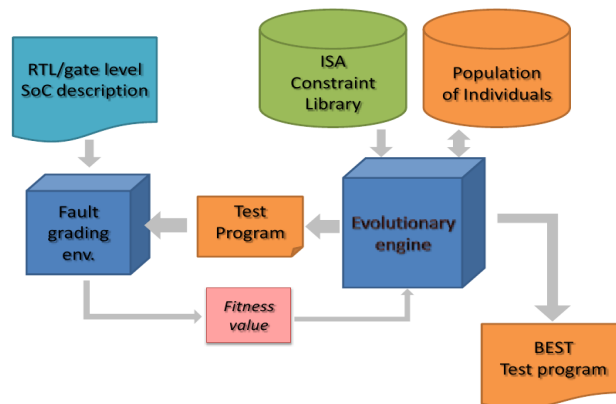 RTL/gate level
SoC description
ISA
Constraint
Library
Population
of Individuals
Fault
grading
env.
Test
Program
Evolutionary
engine
Fitness
value
BEST
Test program